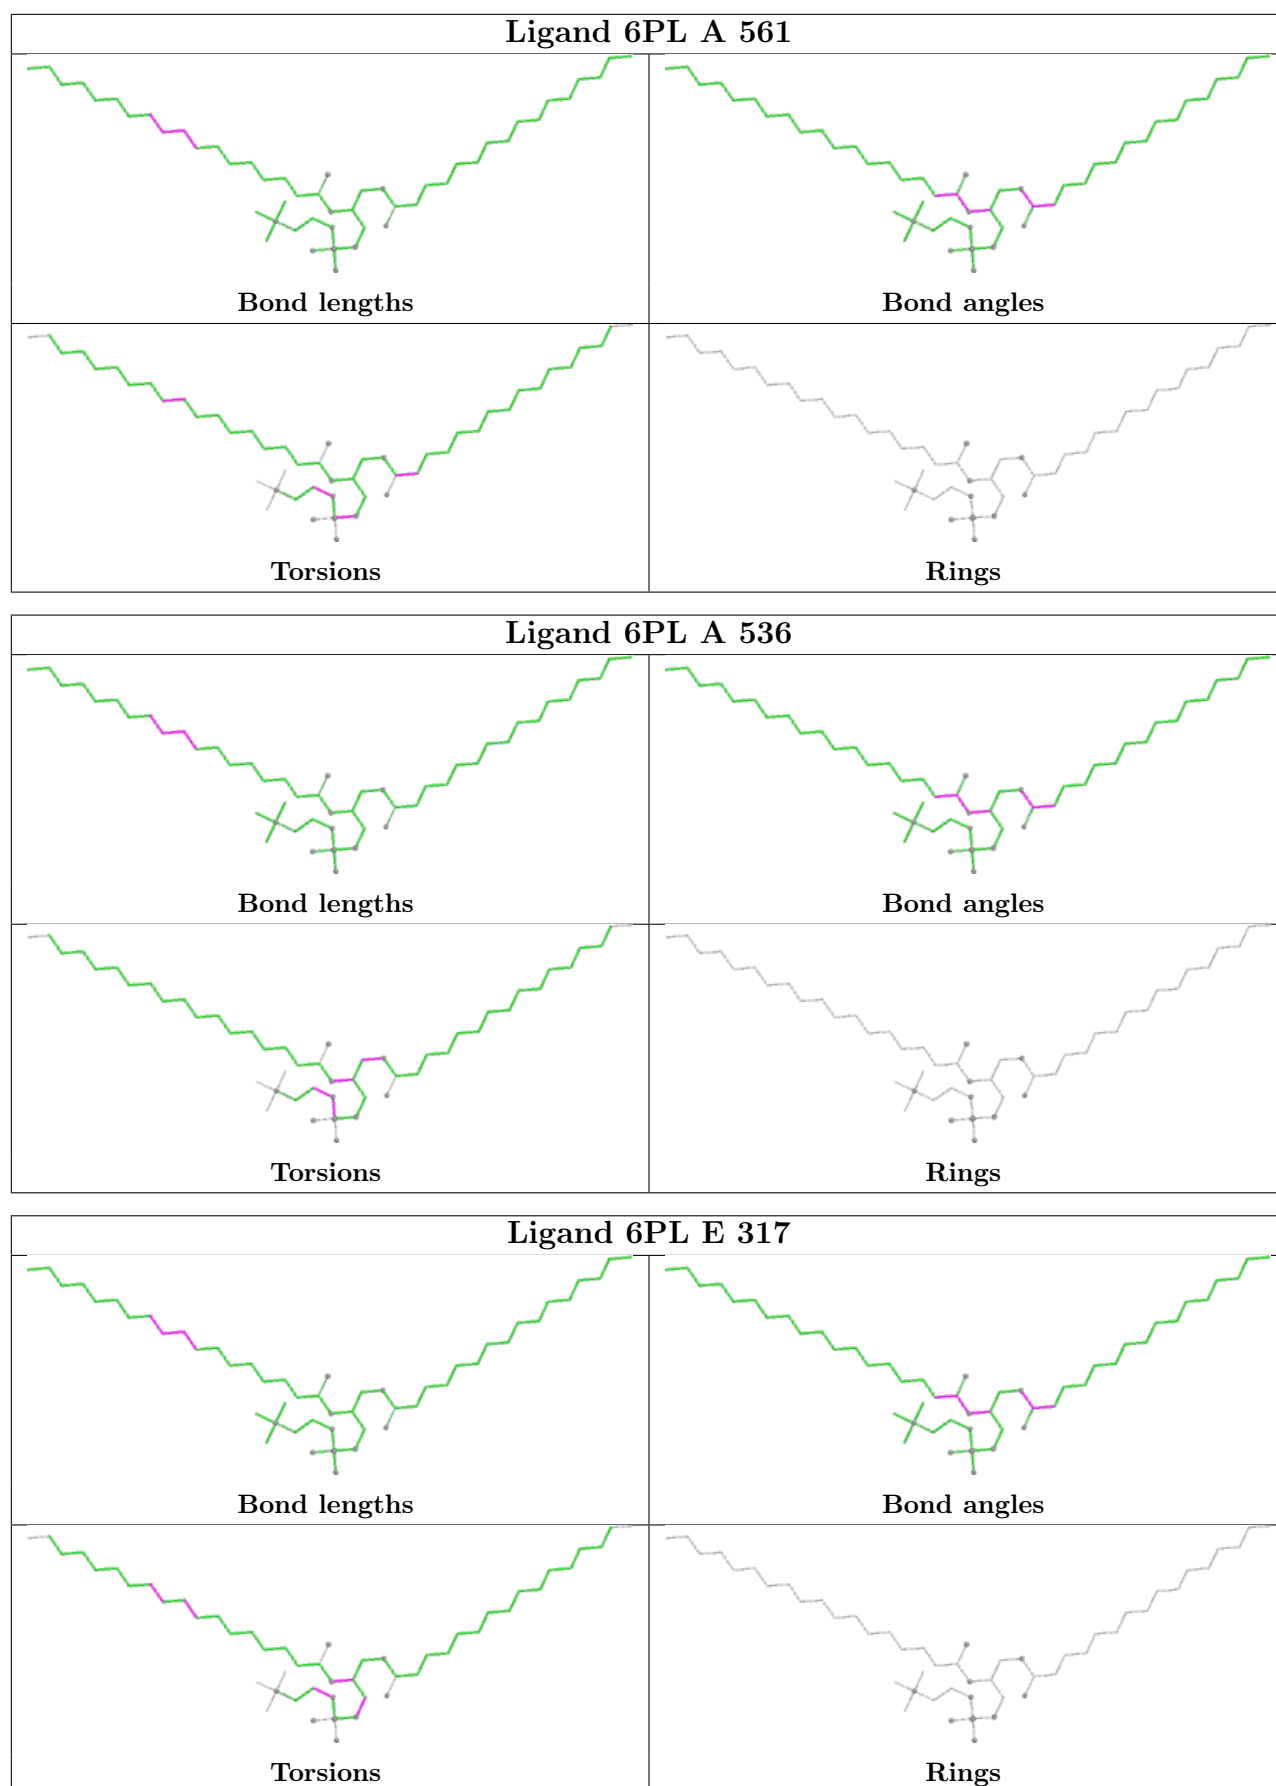 Ligand 6PL A 561
Bond lengths
Bond angles
Torsions
Rings
Ligand 6PL A 536
Bond lengths
Bond angles
Torsions
Rings
Ligand 6PL E 317
Bond lengths
Bond angles
Torsions
Rings